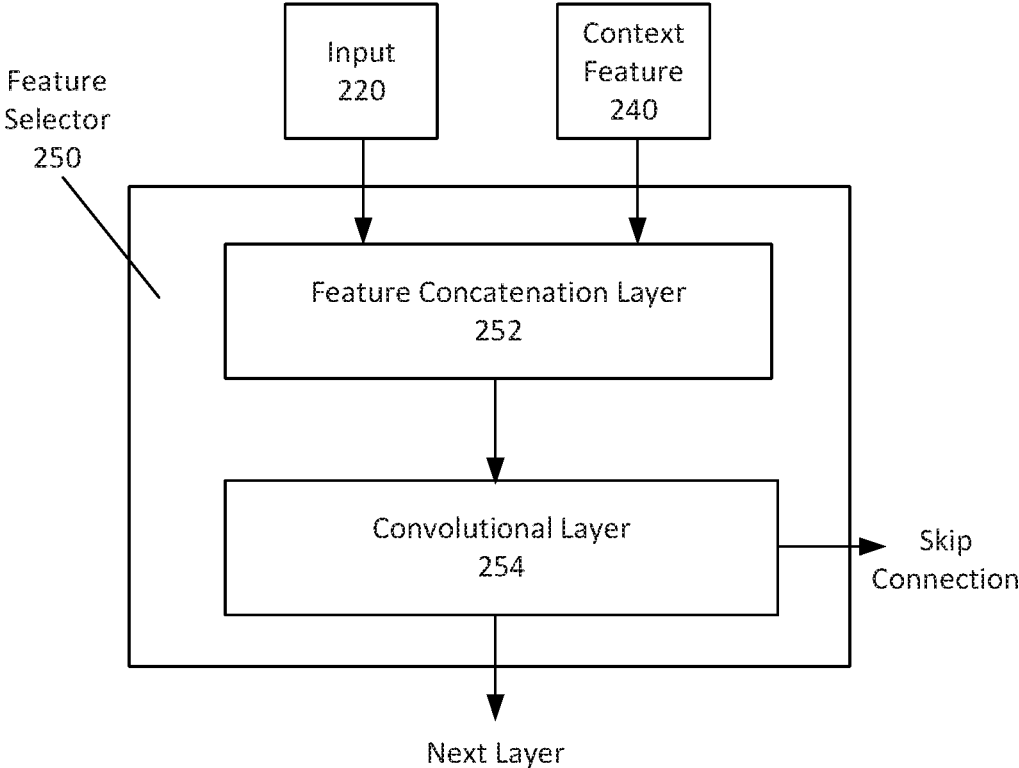 Input
220
Context
Feature
240
Feature
Selector
250
Feature Concatenation Layer
252
Convolutional Layer
254
Skip
Connection
Next Layer